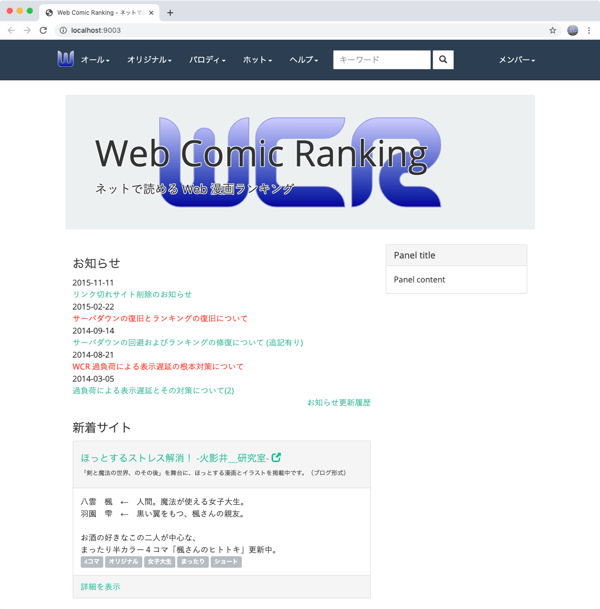 Web Comic Ranking - ネットで
localhost:9003
オール オリジナル パロディ ホット ヘルプ キーワード メンバー
Web Comic Ranking
ネットで読める Web 漫画ランキング
お知らせ
2015-11-11
リンク切れサイト削除のお知らせ
2015-02-22
サーバダウンの復旧とランキングの復旧について
2014-09-14
サーバダウンの回避およびランキングの修復について (追記有り)
2014-08-21
WCR 過負荷による表示遅延の根本対策について
2014-03-05
過負荷による表示遅延とその対策について(2)
お知らせ更新履歴
Panel title
Panel content
新着サイト
ほっとするストレス解消！ -火影井__研究室-
「剣と魔法の世界、のその後」を舞台に、ほっとする漫画とイラストを掲載中です。（ブログ形式）
八雲　楓　←　人間。魔法が使える女子大生。
羽園　雫　←　黒い翼をもつ、楓さんの親友。
お酒の好きなこの二人が中心な、
まったり半カラー４コマ「楓さんのヒトトキ」更新中。
4コマ オリジナル 女子大生 まったり ショート
詳細を表示